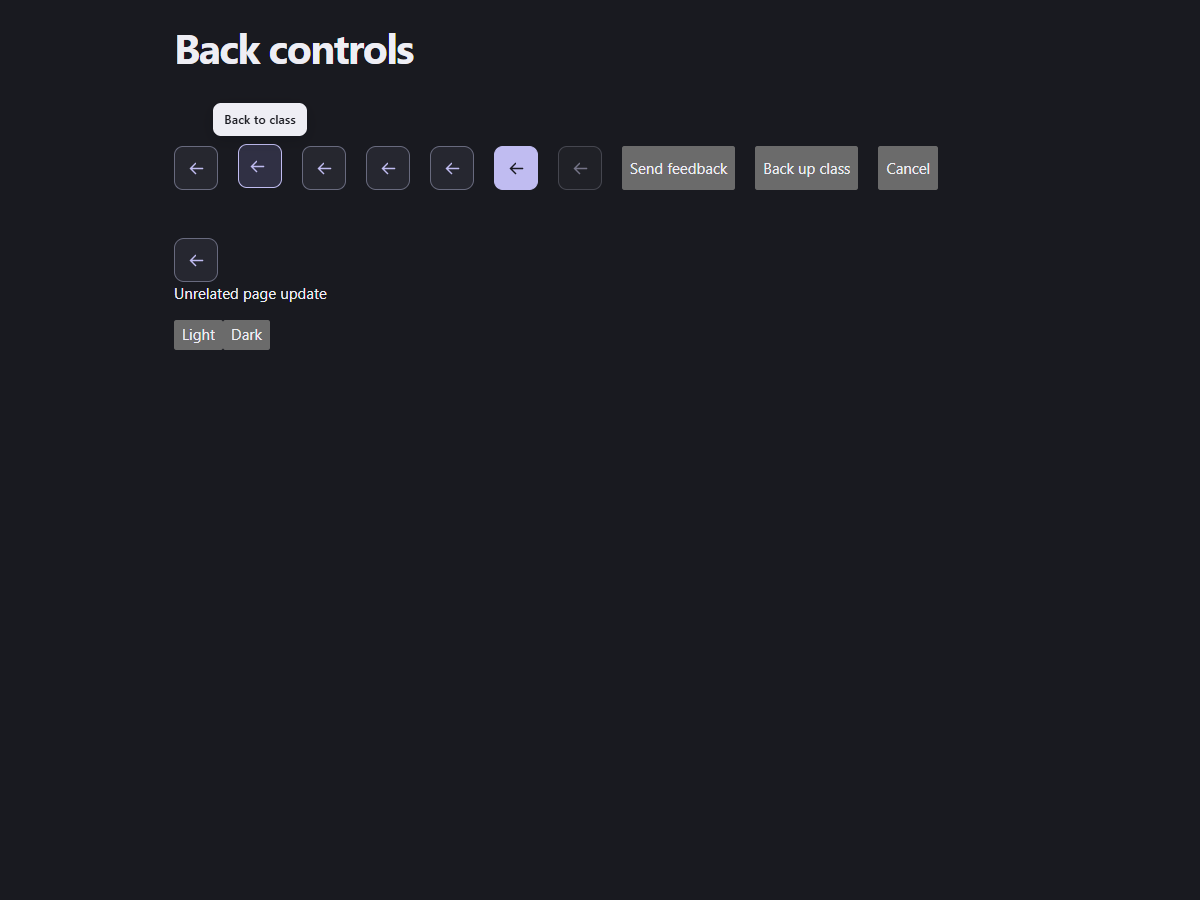 Back controls
Back to class
Send feedback Back up class Cancel
Unrelated page update
Light Dark